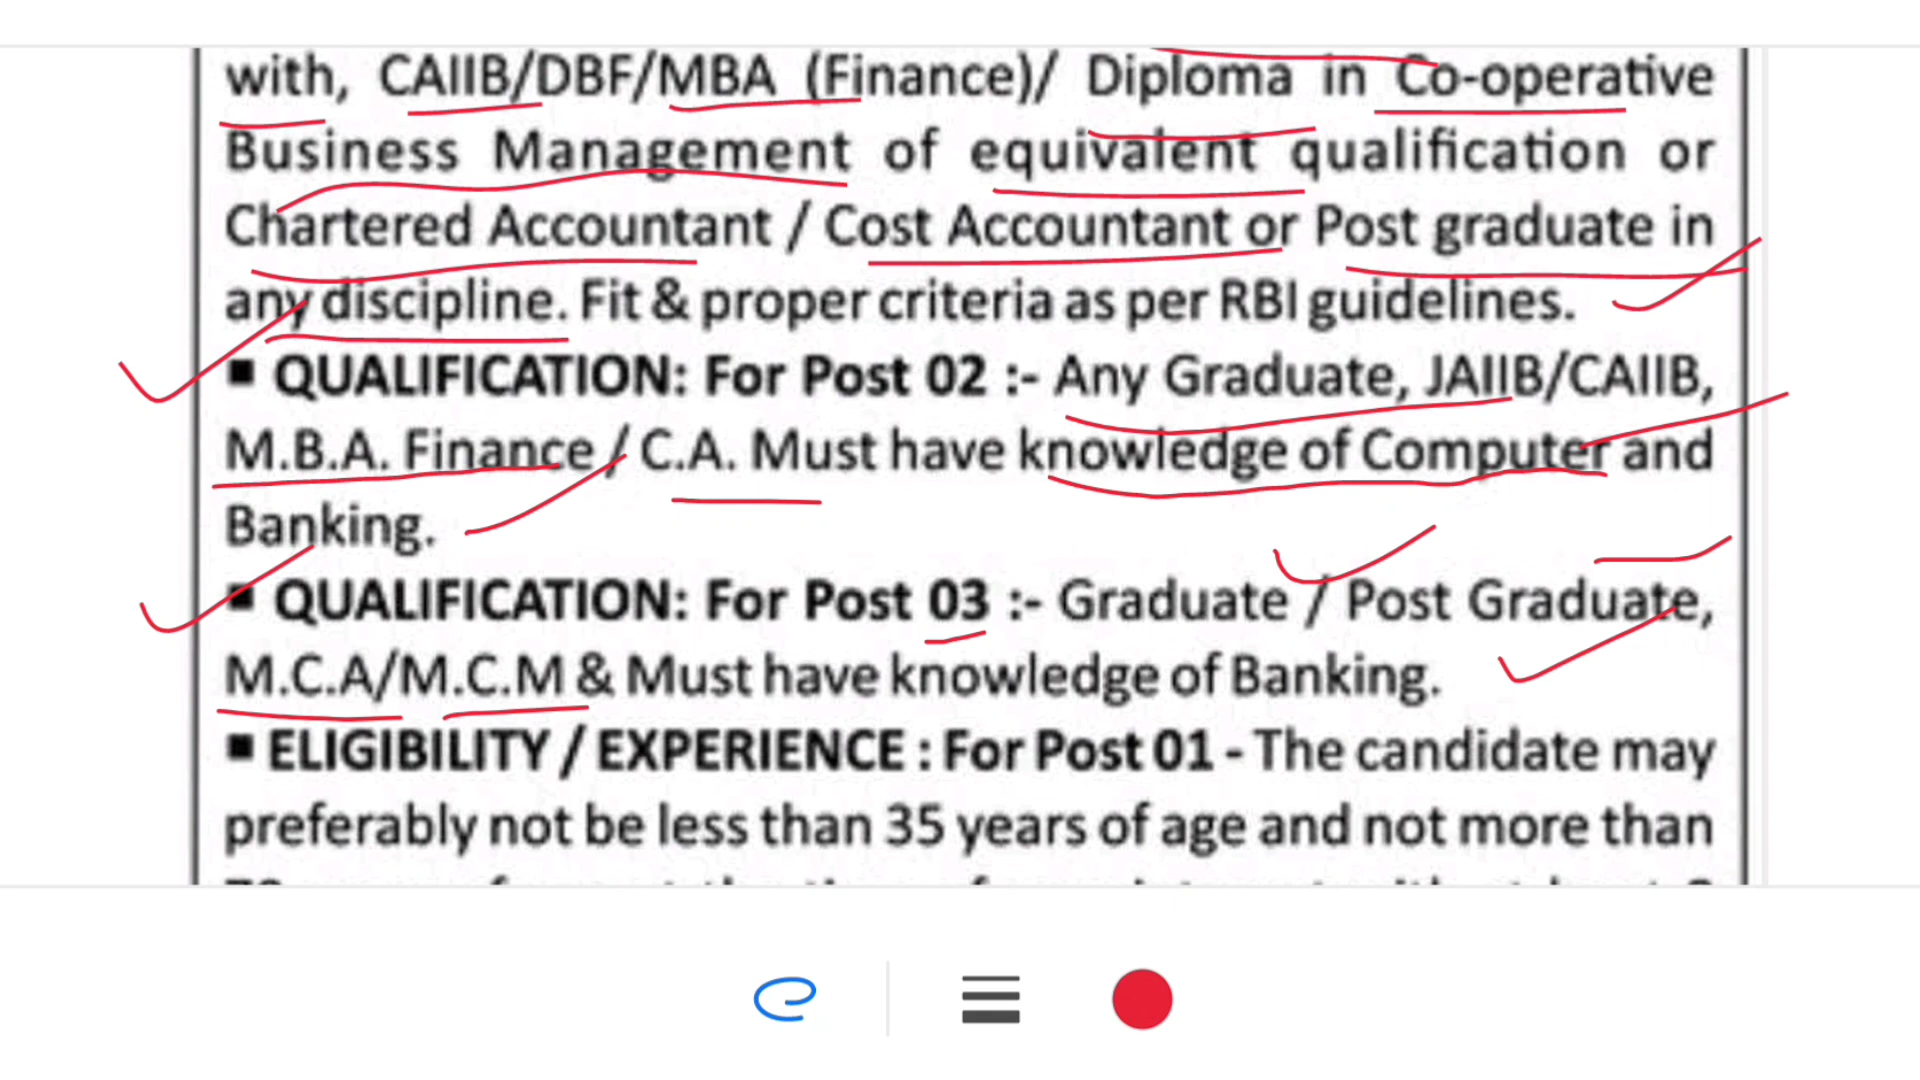 with, CAIIB/DBF/MBA (Finance)/ Diploma in Co-operative
Business Management of equivalent qualification or
Chartered Accountant / Cost Accountant or Post graduate in
any discipline. Fit & proper criteria as per RBI guidelines.
■ QUALIFICATION: For Post 02 :- Any Graduate, JAIIB/CAIIB,
M.B.A. Finance / C.A. Must have knowledge of Computer and
Banking.
■ QUALIFICATION: For Post 03 :- Graduate / Post Graduate,
M.C.A/M.C.M & Must have knowledge of Banking.
■ ELIGIBILITY / EXPERIENCE : For Post 01 - The candidate may
preferably not be less than 35 years of age and not more than